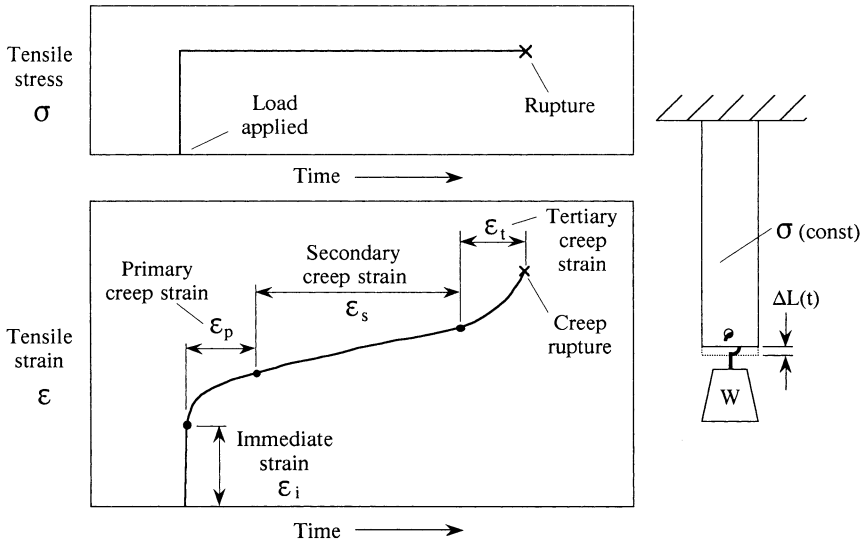 Tensile
stress
σ
Load
applied
Rupture
Time
Tensile
strain
ε
Primary
creep strain
εp
Secondary
creep strain
εs
εt
Tertiary
creep
strain
Creep
rupture
Immediate
strain
εi
Time
σ (const)
ΔL(t)
W